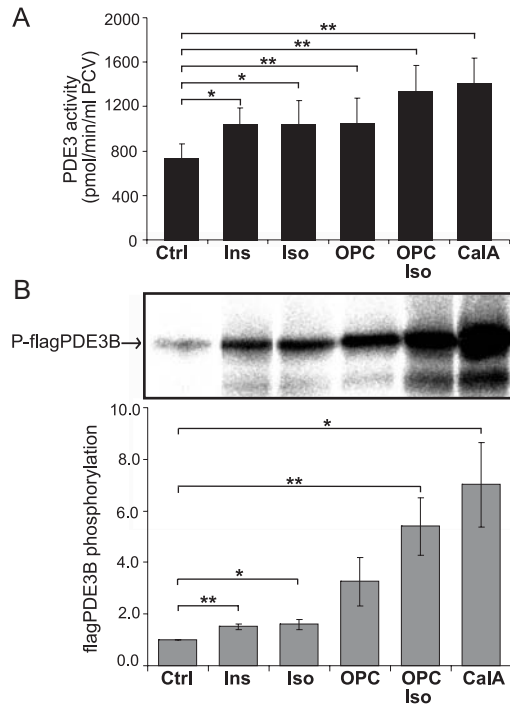 A
PDE3 activity
(pmol/min/ml PCV)
2000
1600
1200
800
400
0
**
**
**
*
*
Ctrl Ins Iso OPC OPC Iso CalA
B
P-flagPDE3B→
flagPDE3B phosphorylation
10.0
8.0
6.0
4.0
2.0
0.0
*
**
*
**
Ctrl Ins Iso OPC OPC Iso CalA